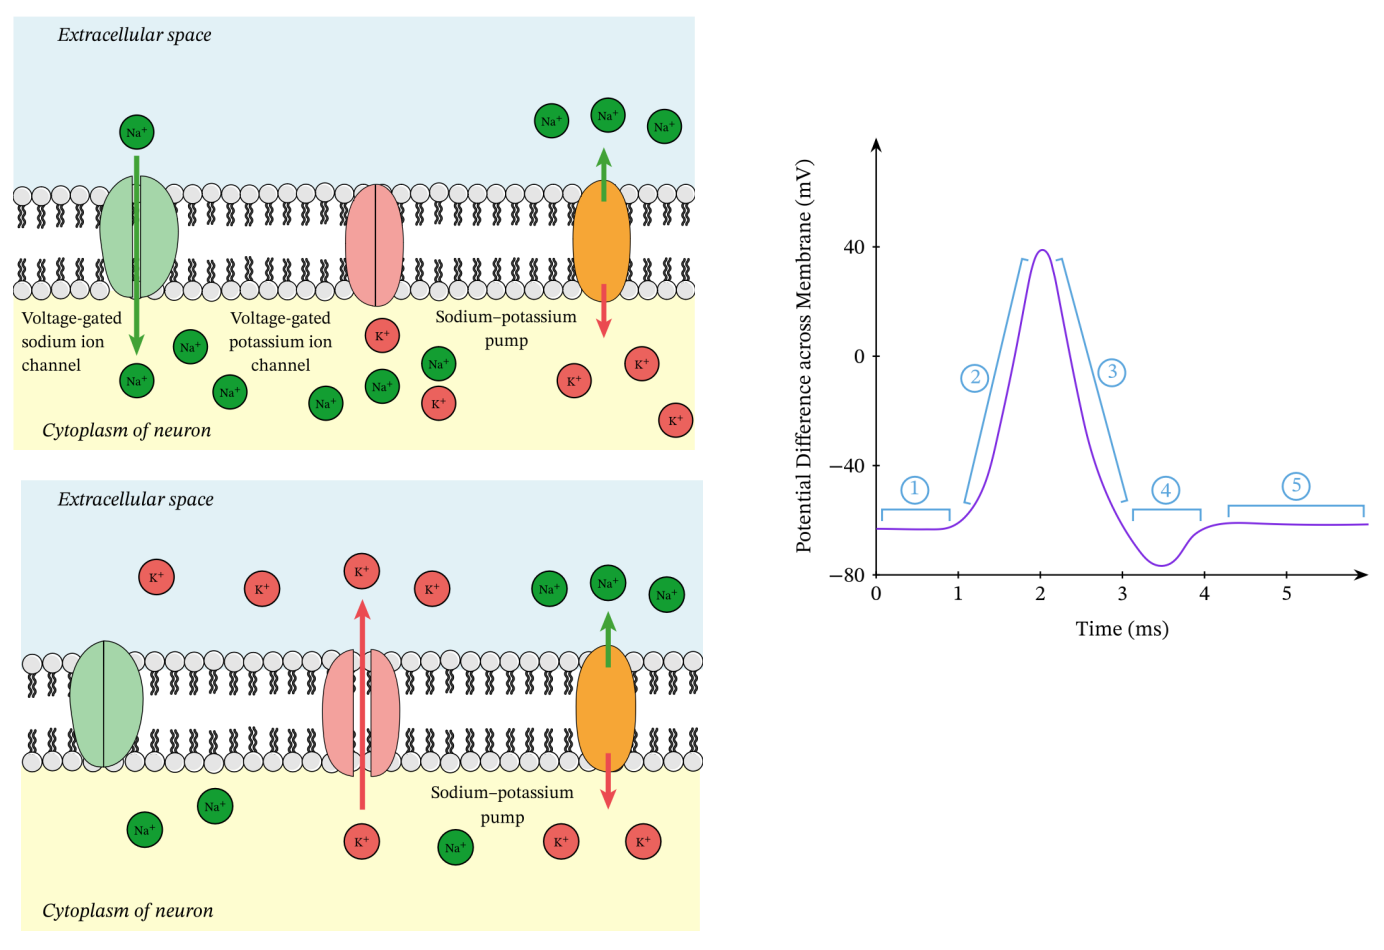 Extracellular space
Na⁺
Na⁺
Na⁺
Na⁺
Voltage-gated
sodium ion
channel
Voltage-gated
potassium ion
channel
Sodium–potassium
pump
Na⁺
K⁺
Na⁺
K⁺
Na⁺
Na⁺
Na⁺
K⁺
Na⁺
K⁺
K⁺
Cytoplasm of neuron
Extracellular space
K⁺
K⁺
K⁺
K⁺
Na⁺
Na⁺
Na⁺
Sodium–potassium
pump
Na⁺
Na⁺
K⁺
Na⁺
K⁺
K⁺
Cytoplasm of neuron
Potential Difference across Membrane (mV)
40
0
−40
−80
1
2
3
4
5
0 1 2 3 4 5
Time (ms)